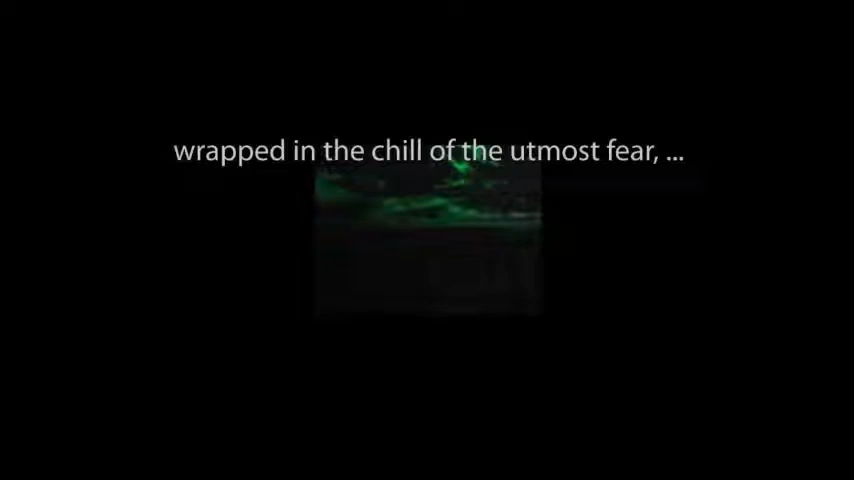 wrapped in the chill of the utmost fear, ...